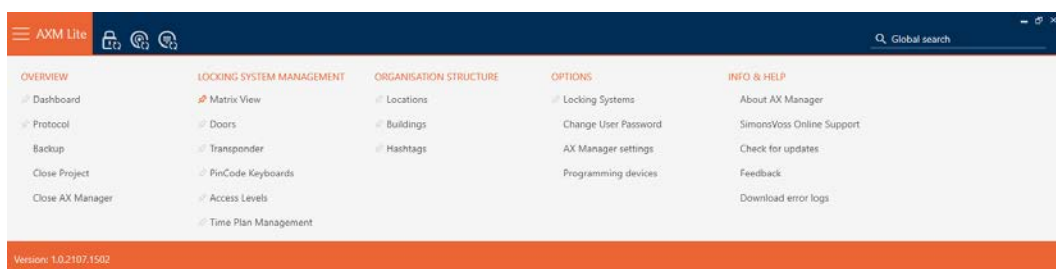 AXM Lite
Global search
OVERVIEW
Dashboard
Protocol
Backup
Close Project
Close AX Manager
LOCKING SYSTEM MANAGEMENT
Matrix View
Doors
Transponder
PinCode Keyboards
Access Levels
Time Plan Management
ORGANISATION STRUCTURE
Locations
Buildings
Hashtags
OPTIONS
Locking Systems
Change User Password
AX Manager settings
Programming devices
INFO & HELP
About AX Manager
SimonsVoss Online Support
Check for updates
Feedback
Download error logs
Version: 1.0.2107.1502